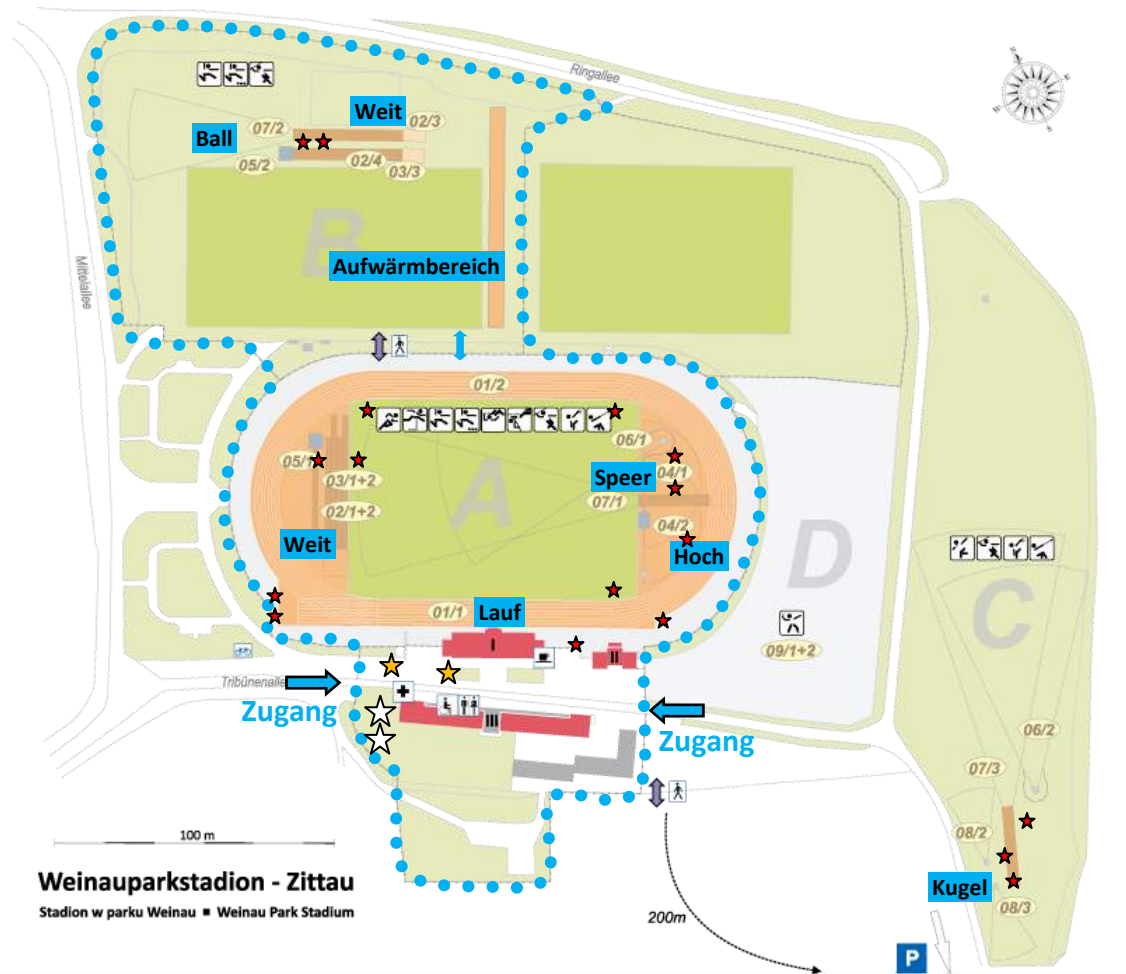 Ringallee
Weit
02/3
07/2
Ball
05/2
02/4
03/3
B
Aufwärmbereich
Mittelallee
01/2
06/1
05/1
03/1+2
04/1
Speer
07/1
A
02/1+2
04/2
Hoch
Weit
D
C
01/1
Lauf
I
II
09/1+2
Tribünenallee
Zugang
III
Zugang
06/2
07/3
08/2
Kugel
08/3
100 m
Weinauparkstadion - Zittau
Stadion w parku Weinau ■ Weinau Park Stadium
200m
P